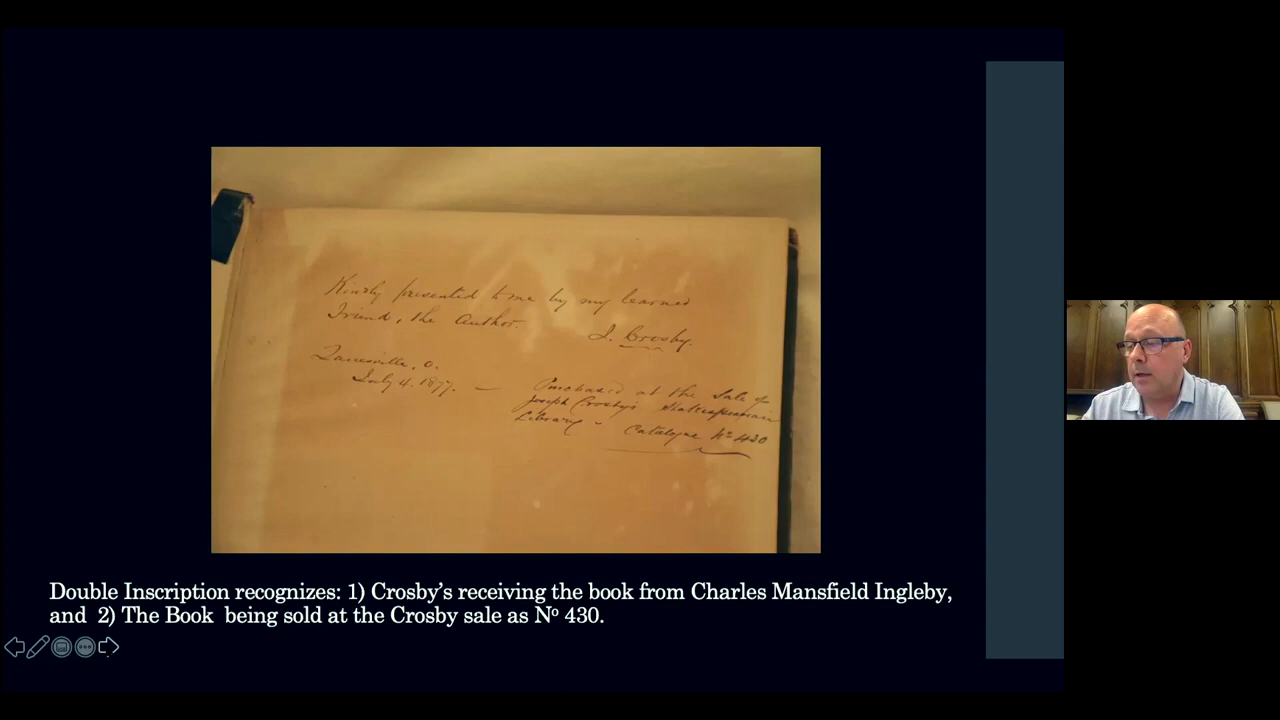 Kindly presented to me by my learned
Friend, the Author.
J. Crosby.
Zanesville, O.
July 4. 1877. —
Purchased at the Sale of
Joseph Crosby's Shakespearian
Library - Catalogue Nº 430
Double Inscription recognizes: 1) Crosby’s receiving the book from Charles Mansfield Ingleby,
and 2) The Book being sold at the Crosby sale as Nº 430.